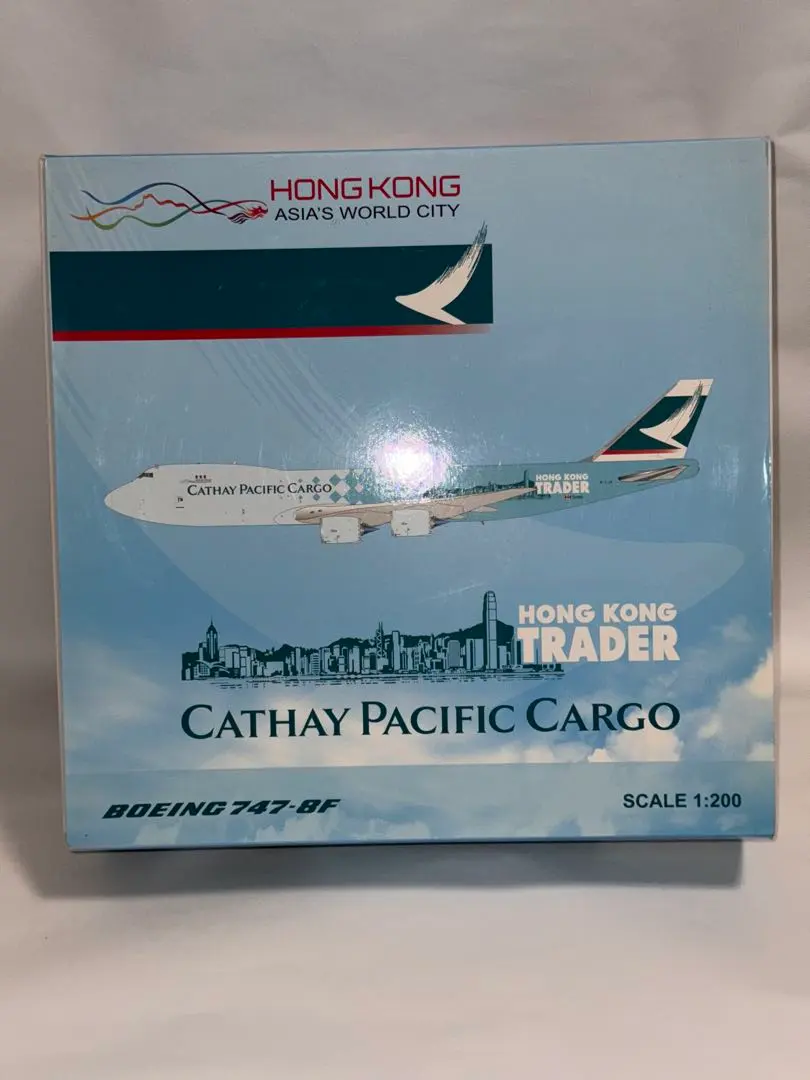 HONG KONG
ASIA'S WORLD CITY
CATHAY PACIFIC CARGO
HONG KONG
TRADER
HONG KONG
TRADER
CATHAY PACIFIC CARGO
BOEING 747-8F
SCALE 1:200